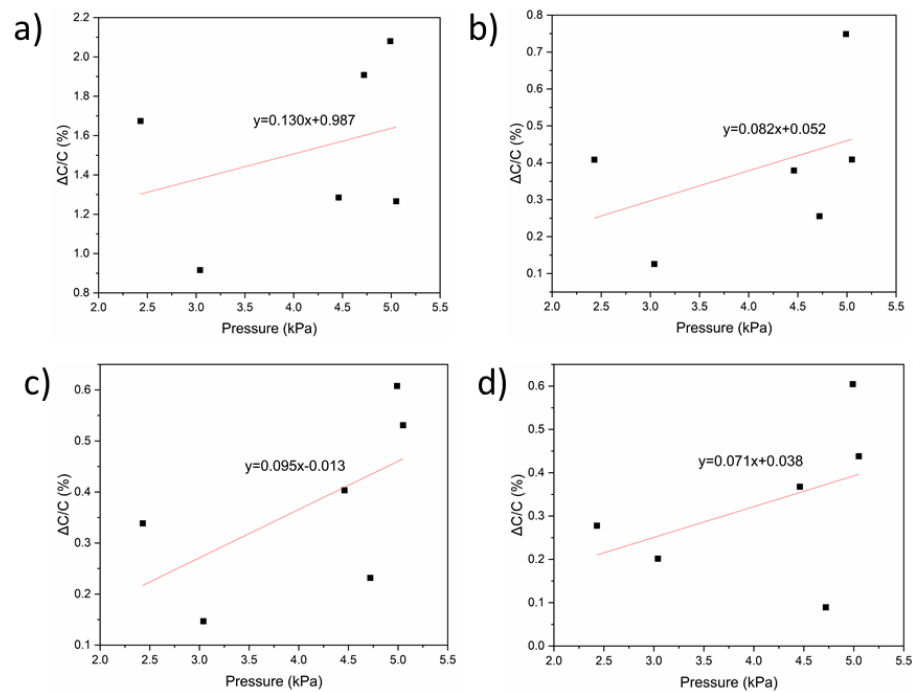 a)
2.2
2.0
1.8
1.6
1.4
1.2
1.0
0.8
ΔC/C (%)
y=0.130x+0.987
2.0 2.5 3.0 3.5 4.0 4.5 5.0 5.5
Pressure (kPa)
b)
0.8
0.7
0.6
0.5
0.4
0.3
0.2
0.1
ΔC/C (%)
y=0.082x+0.052
2.0 2.5 3.0 3.5 4.0 4.5 5.0 5.5
Pressure (kPa)
c)
0.6
0.5
0.4
0.3
0.2
0.1
ΔC/C (%)
y=0.095x-0.013
2.0 2.5 3.0 3.5 4.0 4.5 5.0 5.5
Pressure (kPa)
d)
0.6
0.5
0.4
0.3
0.2
0.1
0.0
ΔC/C (%)
y=0.071x+0.038
2.0 2.5 3.0 3.5 4.0 4.5 5.0 5.5
Pressure (kPa)